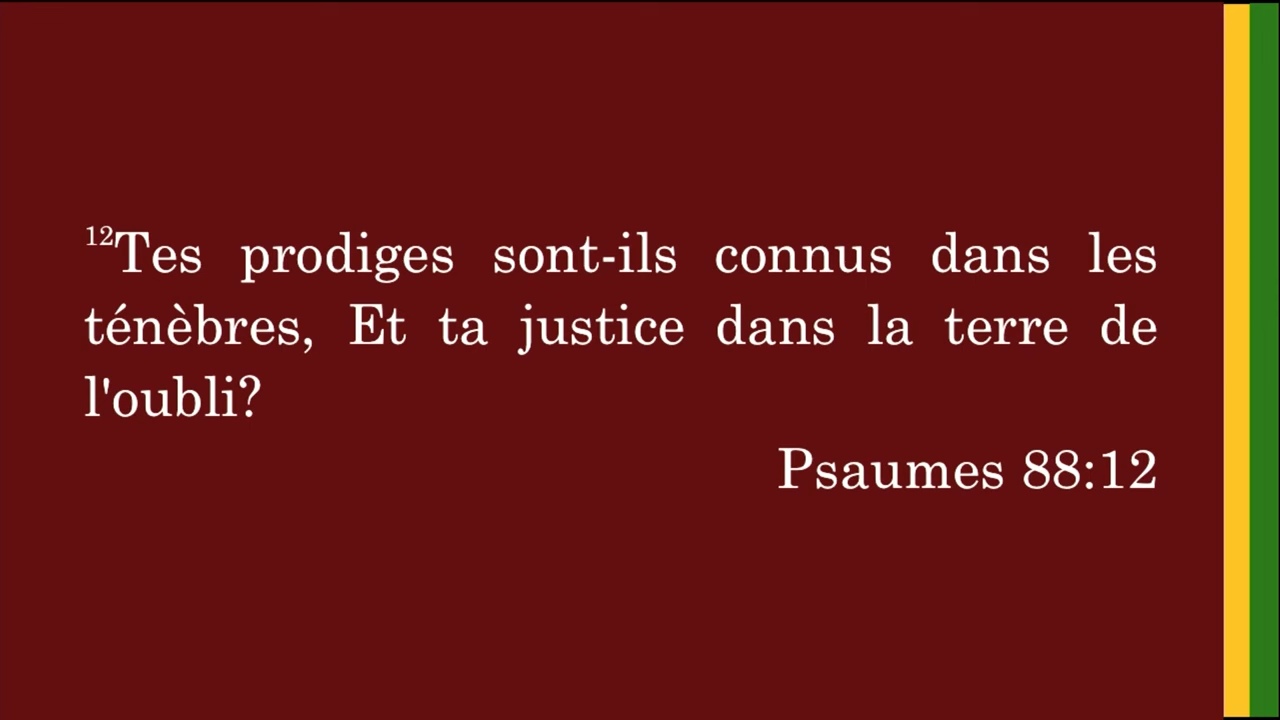 ¹²Tes prodiges sont-ils connus dans les
ténèbres, Et ta justice dans la terre de
l'oubli?
Psaumes 88:12